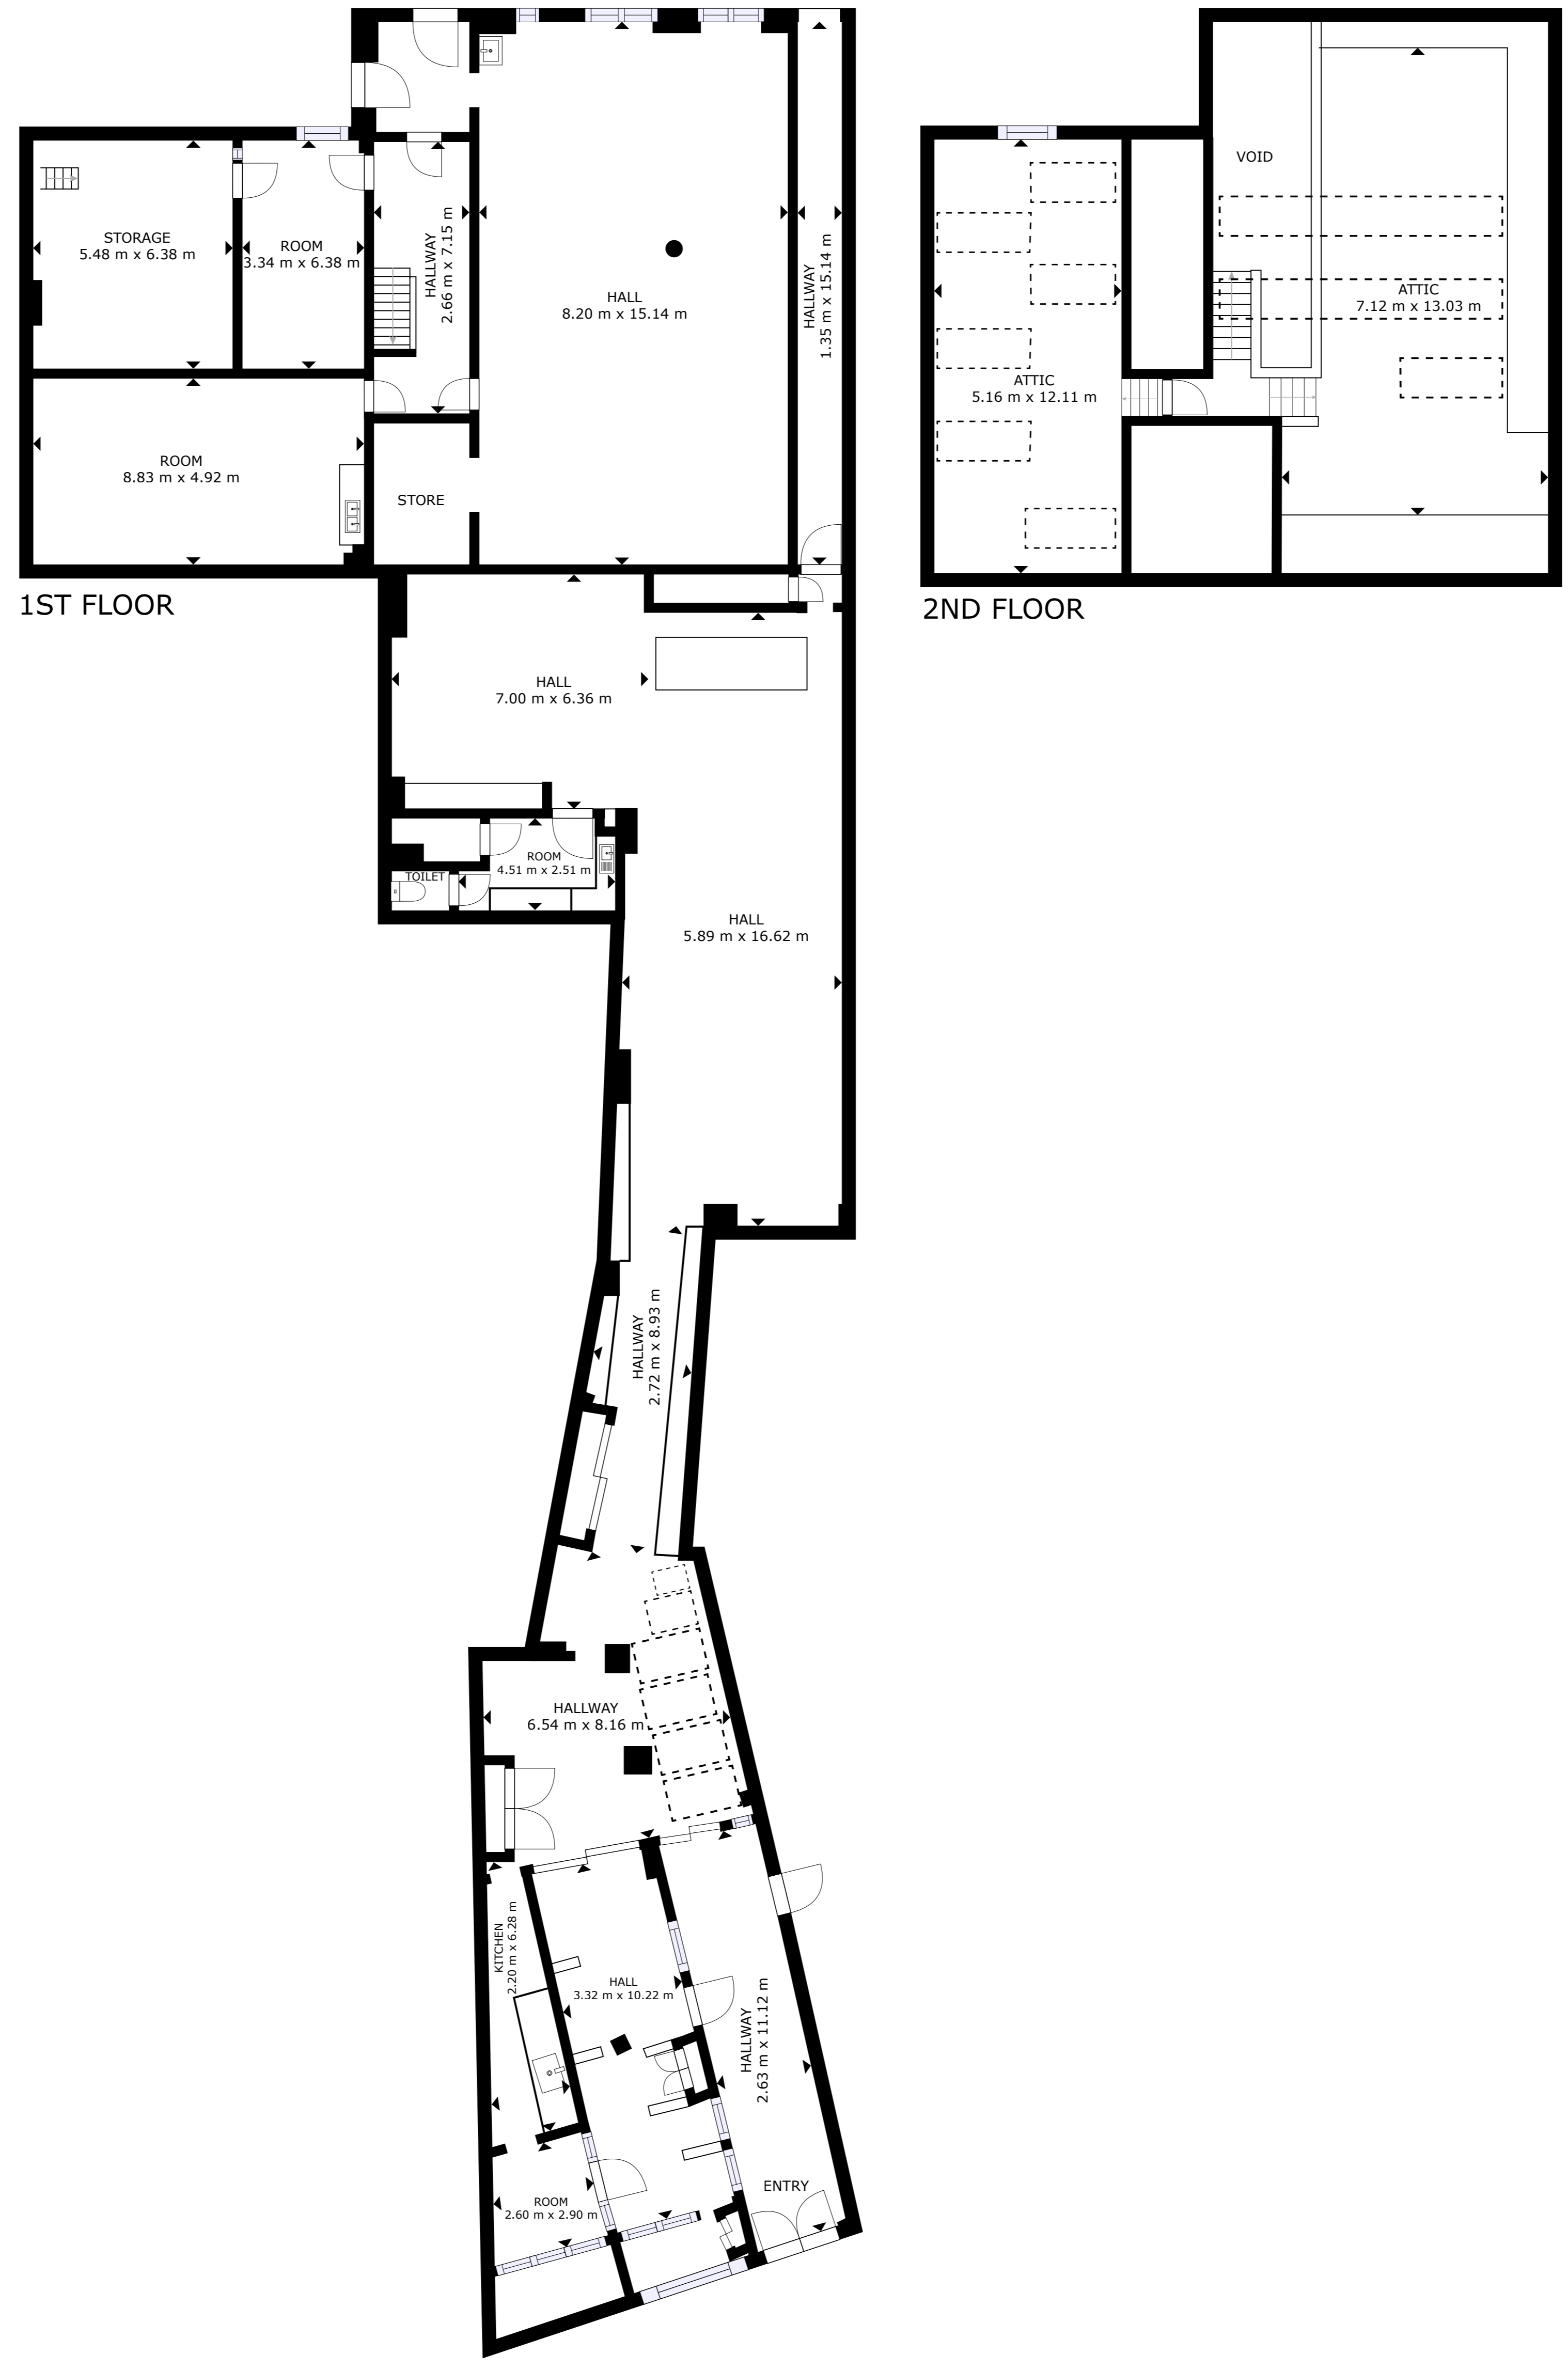 STORAGE
5.48 m x 6.38 m
ROOM
3.34 m x 6.38 m
HALLWAY
2.66 m x 7.15 m
HALL
8.20 m x 15.14 m
HALLWAY
1.35 m x 15.14 m
ROOM
8.83 m x 4.92 m
STORE
1ST FLOOR
HALL
7.00 m x 6.36 m
ROOM
4.51 m x 2.51 m
TOILET
HALL
5.89 m x 16.62 m
HALLWAY
2.72 m x 8.93 m
HALLWAY
6.54 m x 8.16 m
KITCHEN
2.20 m x 6.28 m
HALL
3.32 m x 10.22 m
HALLWAY
2.63 m x 11.12 m
ROOM
2.60 m x 2.90 m
ENTRY
VOID
ATTIC
7.12 m x 13.03 m
ATTIC
5.16 m x 12.11 m
2ND FLOOR